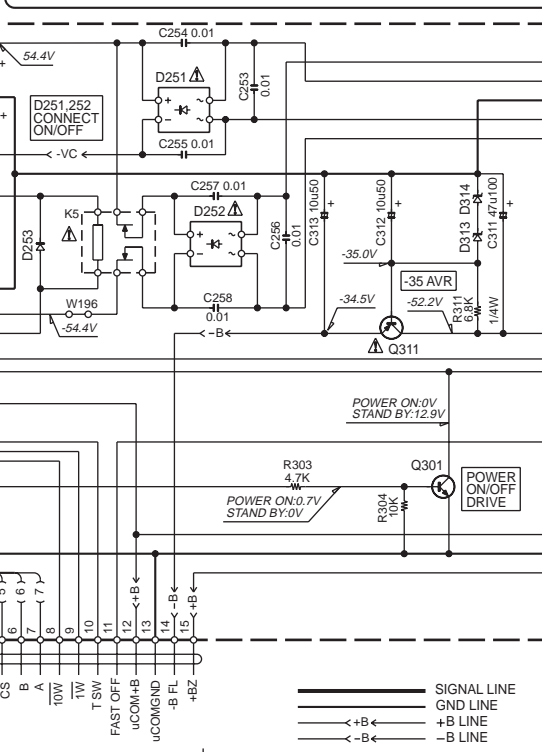 C254 0.01
54.4V
+
D251
C253
0.01
+ ~
− ~
+
D251,252
CONNECT
ON/OFF
C255 0.01
-VC
C257 0.01
K5
D252
D253
+ ~
− ~
C256
0.01
C313 10u50
+
C312 10u50
+
D313 D314
C311 47u100
+
-35.0V
-35 AVR
C258
0.01
W196
-54.4V
-34.5V
-52.2V
R311
6.8K
1/4W
−B
Q311
POWER ON:0V
STAND BY:12.9V
R303
4.7K
Q301
POWER
ON/OFF
DRIVE
POWER ON:0.7V
STAND BY:0V
R304
10K
+B
−B
+B
5
6
7
6
7
8
9
10
11
12
13
14
15
CS
B
A
10W
1W
T SW
FAST OFF
uCOM+B
uCOMGND
-B FL
+BZ
SIGNAL LINE
GND LINE
+B +B LINE
−B −B LINE